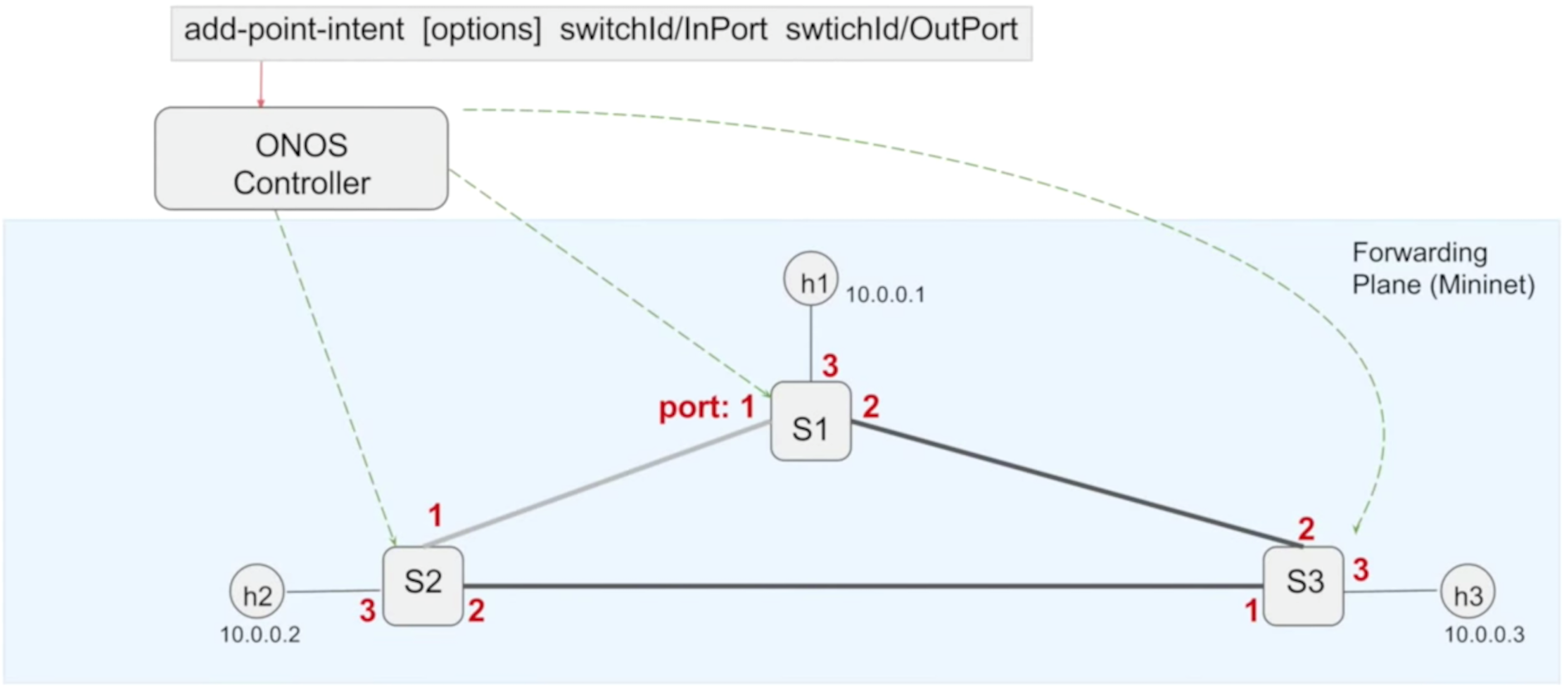 add-point-intent [options] switchId/InPort swtichId/OutPort
ONOS
Controller
Forwarding
Plane (Mininet)
h1
10.0.0.1
3
port: 1
S1
2
1
2
S2
S3
3
h2
3
2
1
h3
10.0.0.2
10.0.0.3